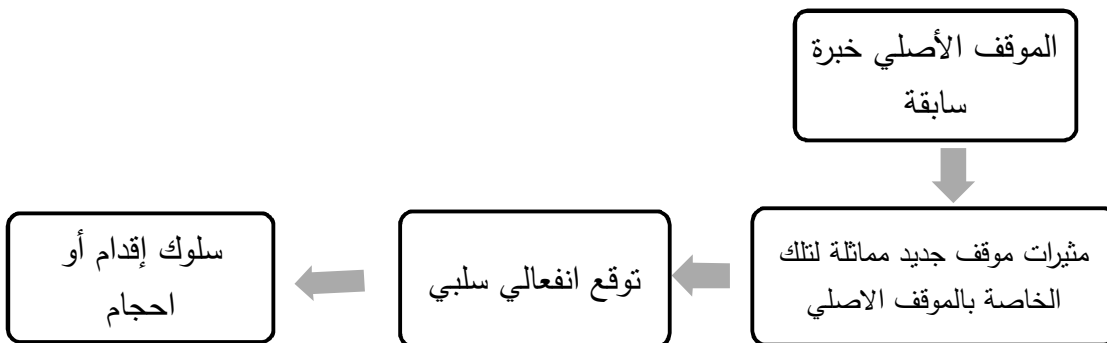 الموقف الأصلي خبرة
سابقة
مثيرات موقف جديد مماثلة لتلك
الخاصة بالموقف الاصلي
توقع انفعالي سلبي
سلوك إقدام أو
احجام